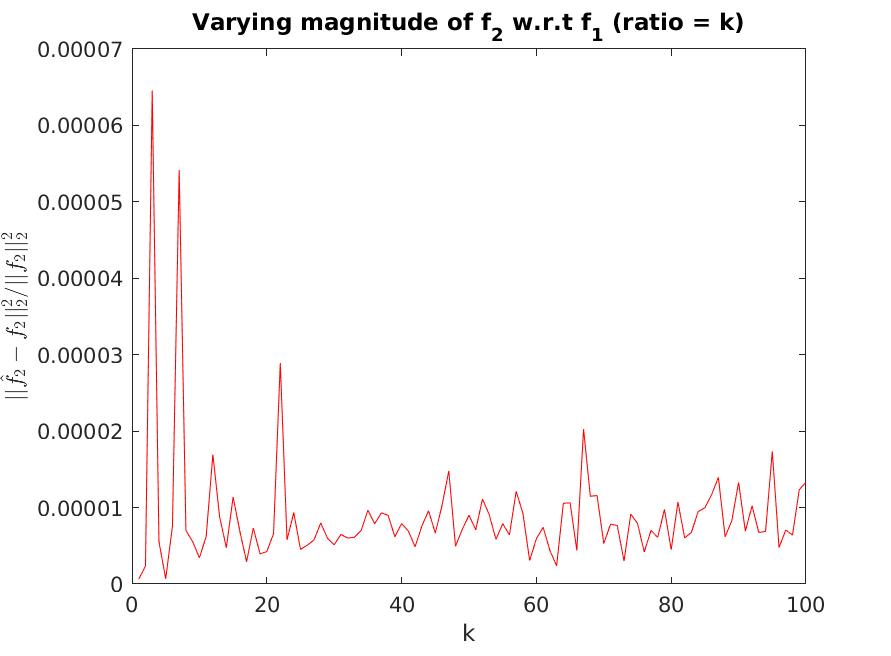 Varying magnitude of f₂ w.r.t f₁ (ratio = k)
||f̂₂ − f₂||₂²/||f₂||₂²
0.00007
0.00006
0.00005
0.00004
0.00003
0.00002
0.00001
0
0 20 40 60 80 100
k